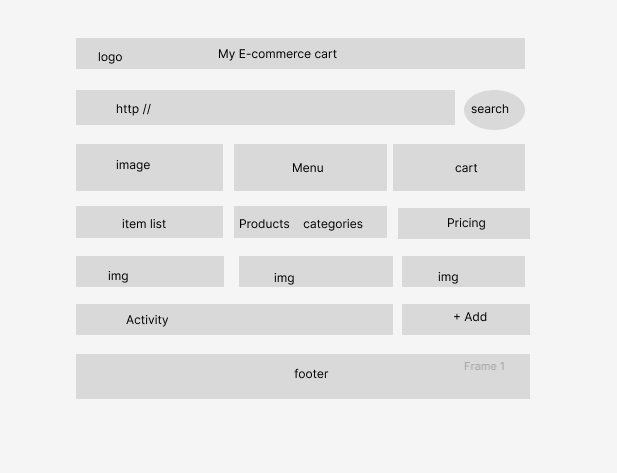 logo
My E-commerce cart
http //
search
image
Menu
cart
item list
Products categories
Pricing
img
img
img
Activity
+ Add
Frame 1
footer